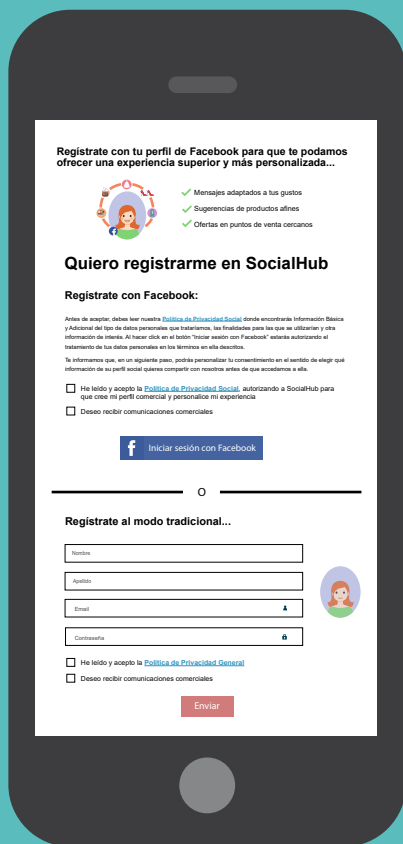 Regístrate con tu perfil de Facebook para que te podamos
ofrecer una experiencia superior y más personalizada...
Mensajes adaptados a tus gustos
Sugerencias de productos afines
Ofertas en puntos de venta cercanos
Quiero registrarme en SocialHub
Regístrate con Facebook:
Antes de aceptar, debes leer nuestra Política de Privacidad Social donde encontrarás Información Básica
y Adicional del tipo de datos personales que trataríamos, las finalidades para las que se utilizarían y otra
información de interés. Al hacer click en el botón "Iniciar sesión con Facebook" estarás autorizando el
tratamiento de tus datos personales en los términos en ella descritos.
Te informamos que, en un siguiente paso, podrás personalizar tu consentimiento en el sentido de elegir qué
información de su perfil social quieres compartir con nosotros antes de que accedamos a ella.
He leído y acepto la Política de Privacidad Social, autorizando a SocialHub para
que cree mi perfil comercial y personalice mi experiencia
Deseo recibir comunicaciones comerciales
f Iniciar sesión con Facebook
O
Regístrate al modo tradicional...
Nombre
Apellido
Email
Contraseña
He leído y acepto la Política de Privacidad General
Deseo recibir comunicaciones comerciales
Enviar